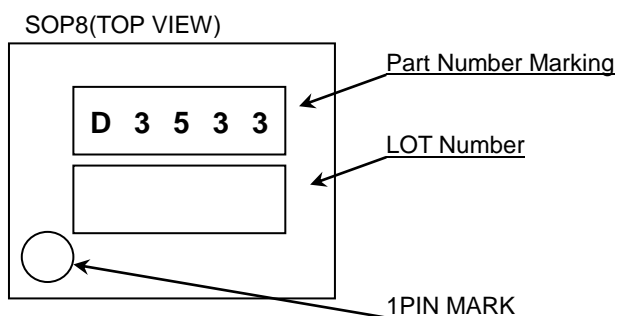 SOP8(TOP VIEW)
Part Number Marking
D 3 5 3 3
LOT Number
1PIN MARK